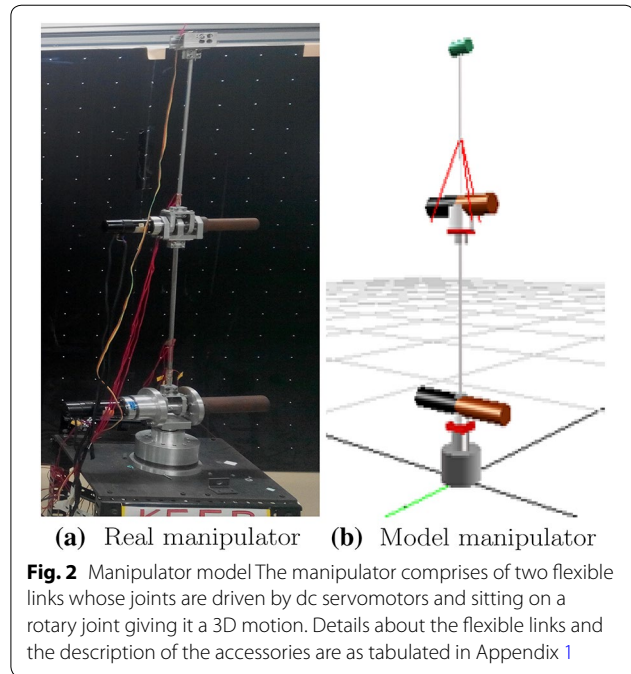 KEEP
(a) Real manipulator (b) Model manipulator
Fig. 2 Manipulator model The manipulator comprises of two flexible
links whose joints are driven by dc servomotors and sitting on a
rotary joint giving it a 3D motion. Details about the flexible links and
the description of the accessories are as tabulated in Appendix 1